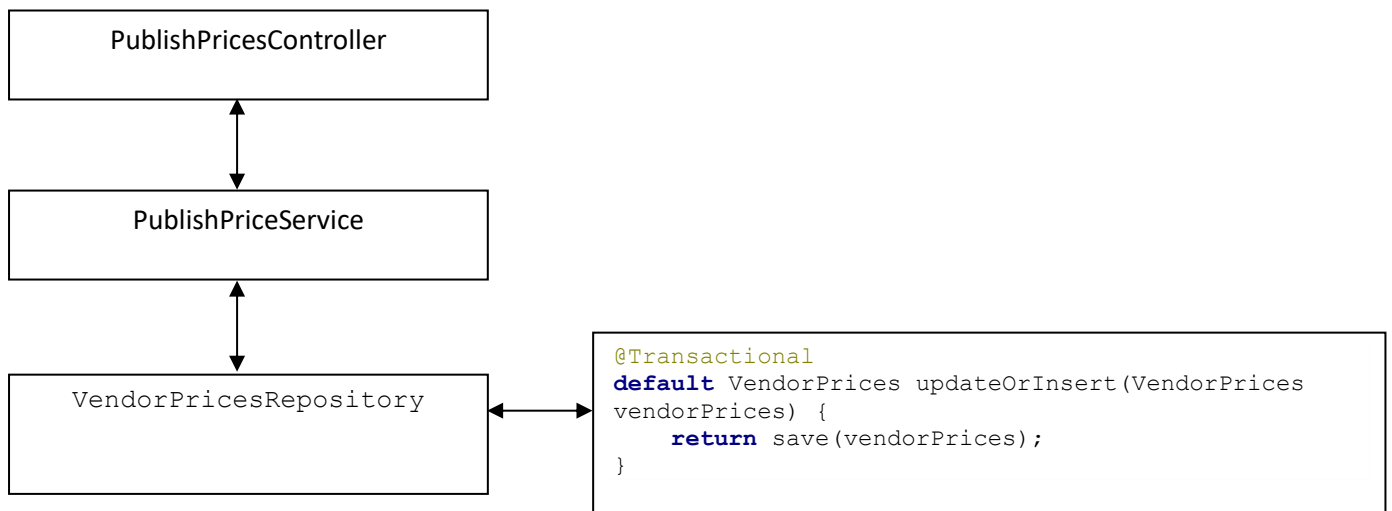 PublishPricesController
PublishPriceService
VendorPricesRepository
@Transactional
default VendorPrices updateOrInsert(VendorPrices
vendorPrices) {
    return save(vendorPrices);
}